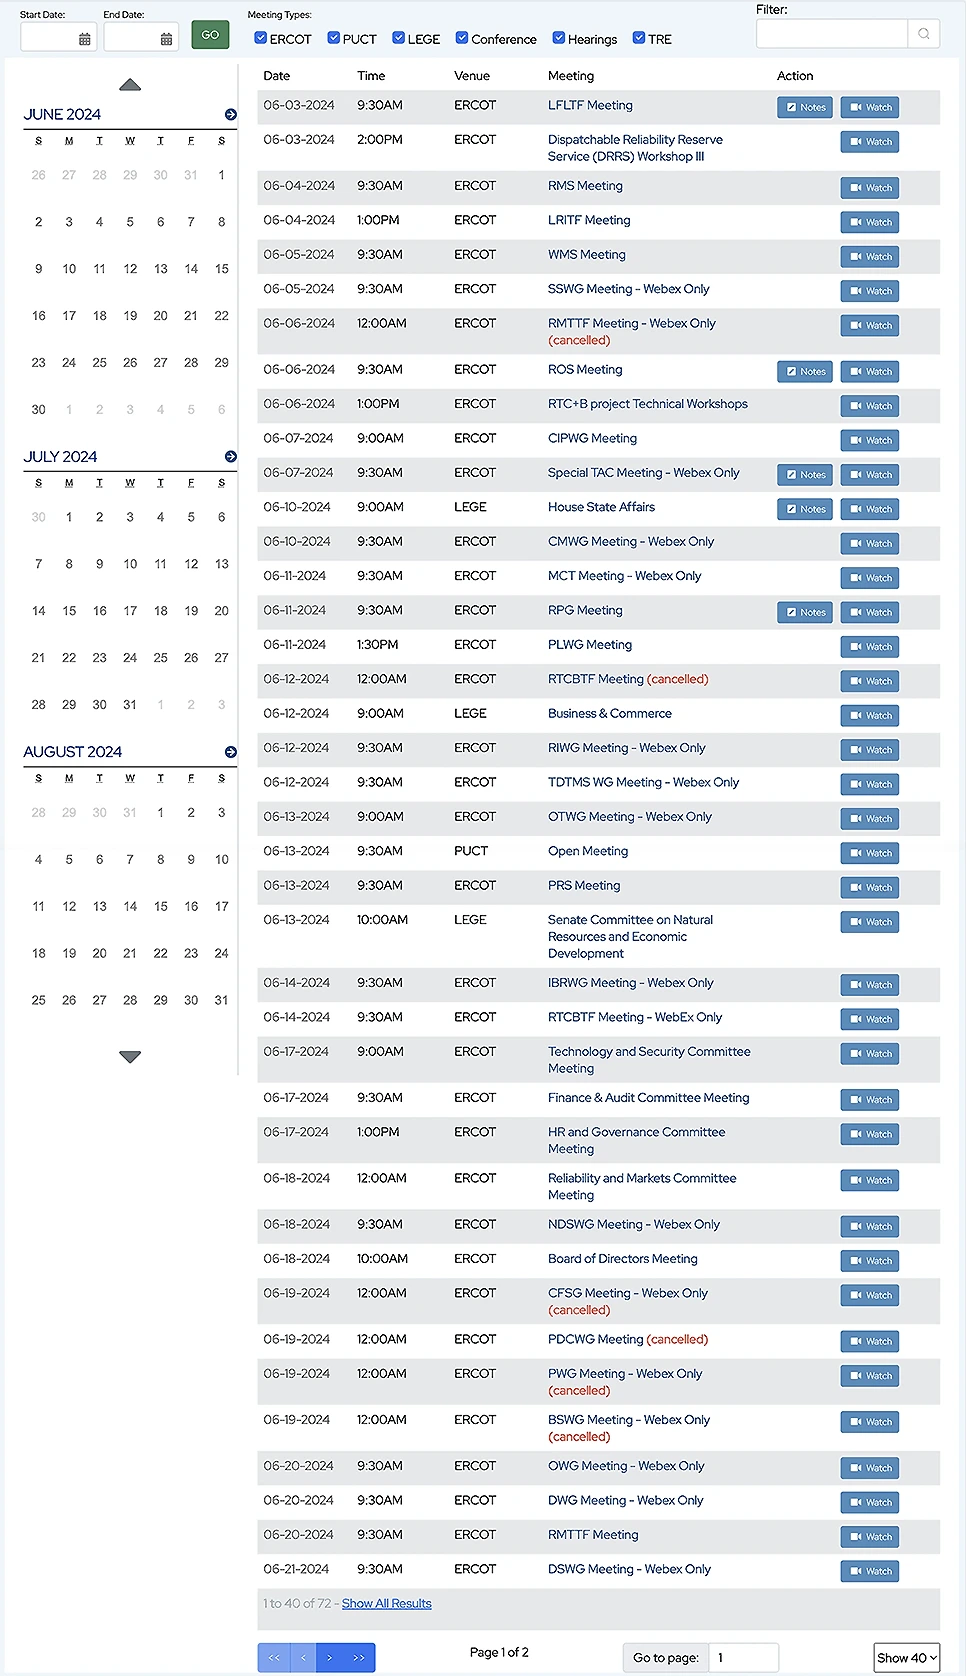 Start Date: End Date: Meeting Types: Filter:
GO ERCOT PUCT LEGE Conference Hearings TRE
JUNE 2024
S M T W T F S
26 27 28 29 30 31 1
2 3 4 5 6 7 8
9 10 11 12 13 14 15
16 17 18 19 20 21 22
23 24 25 26 27 28 29
30 1 2 3 4 5 6
JULY 2024
S M T W T F S
30 1 2 3 4 5 6
7 8 9 10 11 12 13
14 15 16 17 18 19 20
21 22 23 24 25 26 27
28 29 30 31 1 2 3
AUGUST 2024
S M T W T F S
28 29 30 31 1 2 3
4 5 6 7 8 9 10
11 12 13 14 15 16 17
18 19 20 21 22 23 24
25 26 27 28 29 30 31
Date Time Venue Meeting Action
06-03-2024 9:30AM ERCOT LFLTF Meeting Notes Watch
06-03-2024 2:00PM ERCOT Dispatchable Reliability Reserve Watch
Service (DRRS) Workshop III
06-04-2024 9:30AM ERCOT RMS Meeting Watch
06-04-2024 1:00PM ERCOT LRITF Meeting Watch
06-05-2024 9:30AM ERCOT WMS Meeting Watch
06-05-2024 9:30AM ERCOT SSWG Meeting - Webex Only Watch
06-06-2024 12:00AM ERCOT RMTTF Meeting - Webex Only Watch
(cancelled)
06-06-2024 9:30AM ERCOT ROS Meeting Notes Watch
06-06-2024 1:00PM ERCOT RTC+B project Technical Workshops Watch
06-07-2024 9:00AM ERCOT CIPWG Meeting Watch
06-07-2024 9:30AM ERCOT Special TAC Meeting - Webex Only Notes Watch
06-10-2024 9:00AM LEGE House State Affairs Notes Watch
06-10-2024 9:30AM ERCOT CMWG Meeting - Webex Only Watch
06-11-2024 9:30AM ERCOT MCT Meeting - Webex Only Watch
06-11-2024 9:30AM ERCOT RPG Meeting Notes Watch
06-11-2024 1:30PM ERCOT PLWG Meeting Watch
06-12-2024 12:00AM ERCOT RTCBTF Meeting (cancelled) Watch
06-12-2024 9:00AM LEGE Business & Commerce Watch
06-12-2024 9:30AM ERCOT RIWG Meeting - Webex Only Watch
06-12-2024 9:30AM ERCOT TDTMS WG Meeting - Webex Only Watch
06-13-2024 9:00AM ERCOT OTWG Meeting - Webex Only Watch
06-13-2024 9:30AM PUCT Open Meeting Watch
06-13-2024 9:30AM ERCOT PRS Meeting Watch
06-13-2024 10:00AM LEGE Senate Committee on Natural Watch
Resources and Economic
Development
06-14-2024 9:30AM ERCOT IBRWG Meeting - Webex Only Watch
06-14-2024 9:30AM ERCOT RTCBTF Meeting - WebEx Only Watch
06-17-2024 9:00AM ERCOT Technology and Security Committee Watch
Meeting
06-17-2024 9:30AM ERCOT Finance & Audit Committee Meeting Watch
06-17-2024 1:00PM ERCOT HR and Governance Committee Watch
Meeting
06-18-2024 12:00AM ERCOT Reliability and Markets Committee Watch
Meeting
06-18-2024 9:30AM ERCOT NDSWG Meeting - Webex Only Watch
06-18-2024 10:00AM ERCOT Board of Directors Meeting Watch
06-19-2024 12:00AM ERCOT CFSG Meeting - Webex Only Watch
(cancelled)
06-19-2024 12:00AM ERCOT PDCWG Meeting (cancelled) Watch
06-19-2024 12:00AM ERCOT PWG Meeting - Webex Only Watch
(cancelled)
06-19-2024 12:00AM ERCOT BSWG Meeting - Webex Only Watch
(cancelled)
06-20-2024 9:30AM ERCOT OWG Meeting - Webex Only Watch
06-20-2024 9:30AM ERCOT DWG Meeting - Webex Only Watch
06-20-2024 9:30AM ERCOT RMTTF Meeting Watch
06-21-2024 9:30AM ERCOT DSWG Meeting - Webex Only Watch
1 to 40 of 72 - Show All Results
<< < > >> Page 1 of 2 Go to page: 1 Show 40